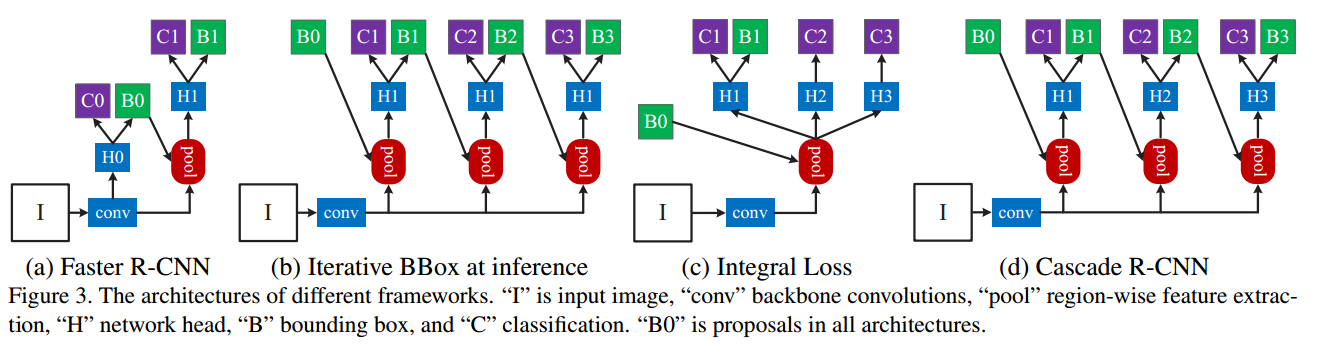 C1 B1 B0 C1 B1 C2 B2 C3 B3 C1 B1 C2 C3 B0 C1 B1 C2 B2 C3 B3
C0 B0 H1 H1 H1 H1 H1 H2 H3 H1 H2 H3
B0
H0 pool pool pool pool pool pool pool pool
I conv I conv I conv I conv
(a) Faster R-CNN (b) Iterative BBox at inference (c) Integral Loss (d) Cascade R-CNN
Figure 3. The architectures of different frameworks. “I” is input image, “conv” backbone convolutions, “pool” region-wise feature extrac-
tion, “H” network head, “B” bounding box, and “C” classification. “B0” is proposals in all architectures.